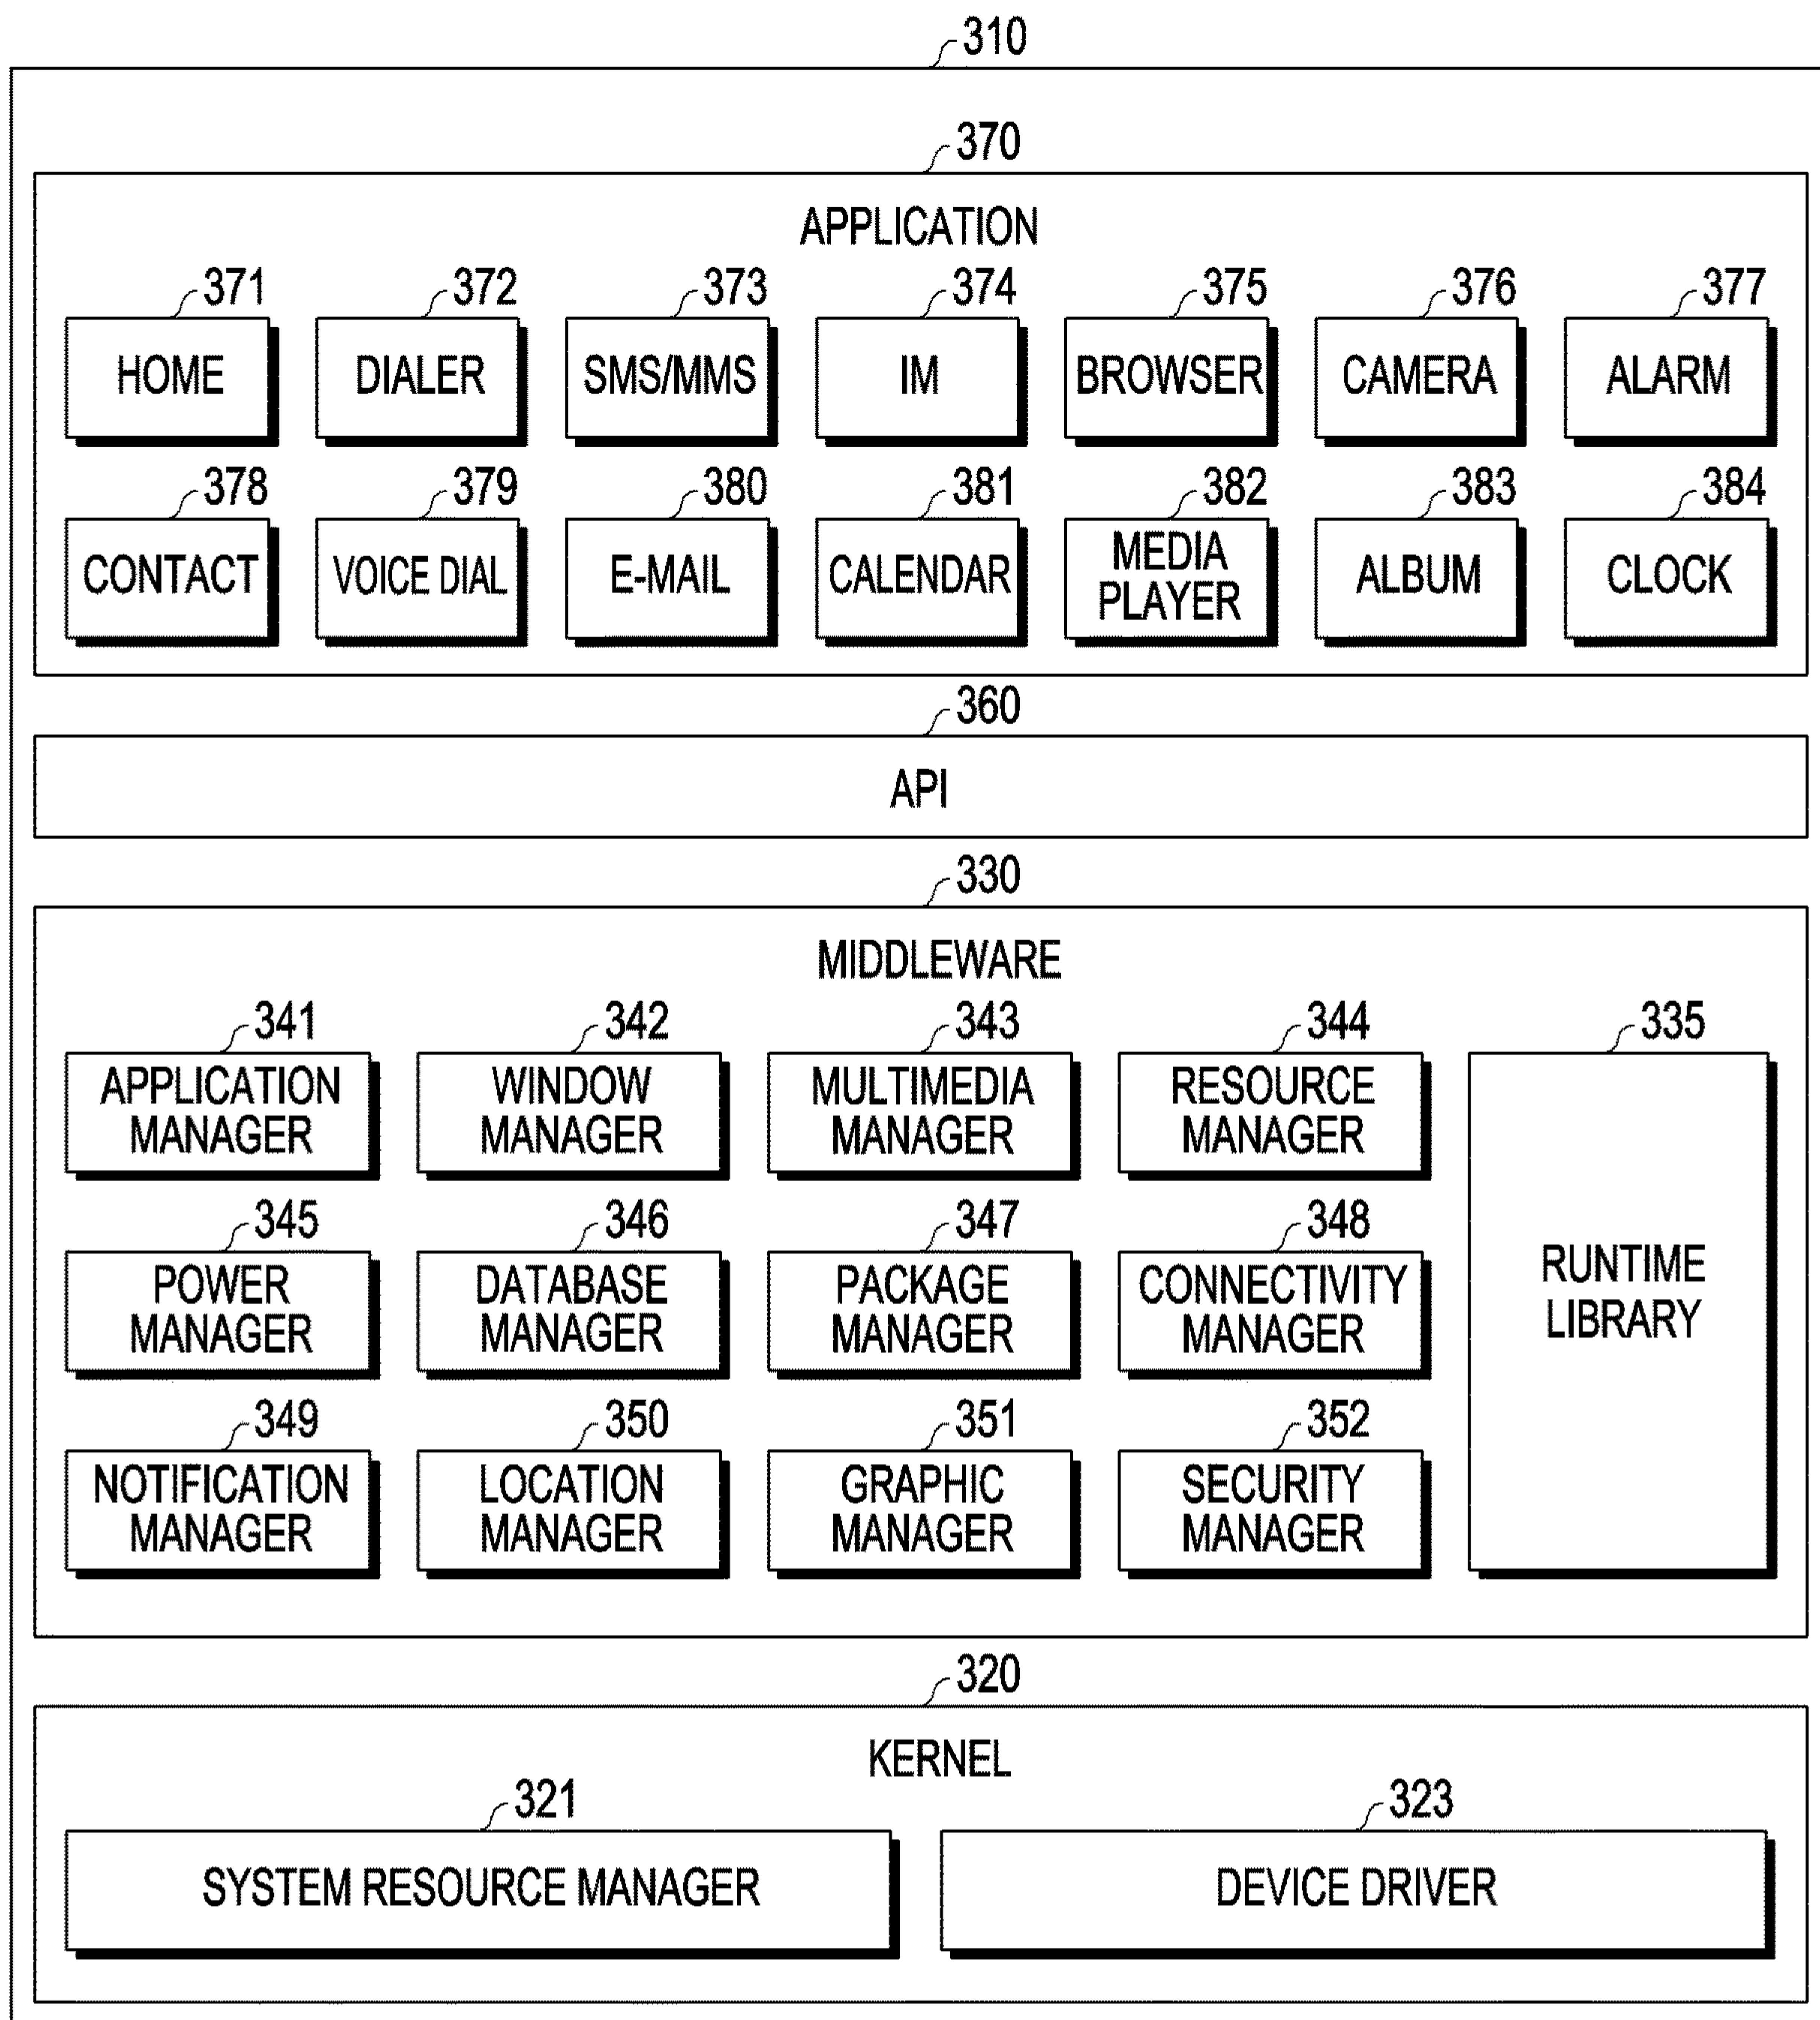 310
370
APPLICATION
371 372 373 374 375 376 377
HOME DIALER SMS/MMS IM BROWSER CAMERA ALARM
378 379 380 381 382 383 384
CONTACT VOICE DIAL E-MAIL CALENDAR MEDIA PLAYER ALBUM CLOCK
360
API
330
MIDDLEWARE
341 342 343 344 335
APPLICATION MANAGER WINDOW MANAGER MULTIMEDIA MANAGER RESOURCE MANAGER
345 346 347 348
POWER MANAGER DATABASE MANAGER PACKAGE MANAGER CONNECTIVITY MANAGER RUNTIME LIBRARY
349 350 351 352
NOTIFICATION MANAGER LOCATION MANAGER GRAPHIC MANAGER SECURITY MANAGER
320
KERNEL
321 323
SYSTEM RESOURCE MANAGER DEVICE DRIVER